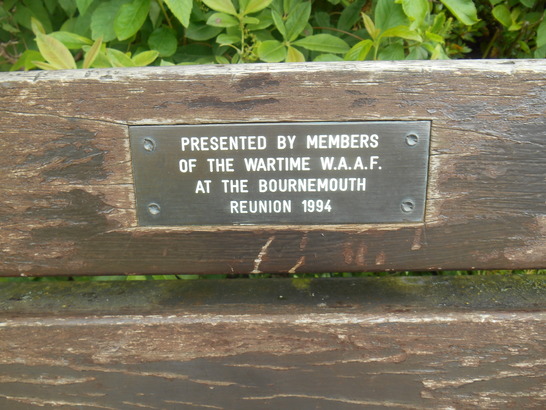 PRESENTED BY MEMBERS
OF THE WARTIME W.A.A.F.
AT THE BOURNEMOUTH
REUNION 1994